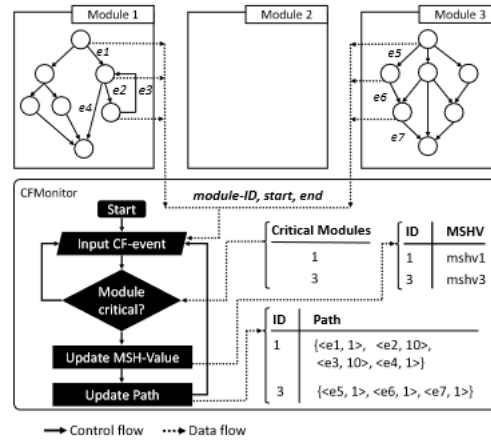 Module 1
Module 2
Module 3
e1
e2
e3
e4
e5
e6
e7
CFMonitor
module-ID, start, end
Start
Input CF-event
Module
critical?
Update MSH-Value
Update Path
Critical Modules
1
3
ID MSHV
1 mshv1
3 mshv3
ID Path
1 {<e1, 1>, <e2, 10>,
<e3, 10>, <e4, 1>}
3 {<e5, 1>, <e6, 1>, <e7, 1>}
Control flow Data flow